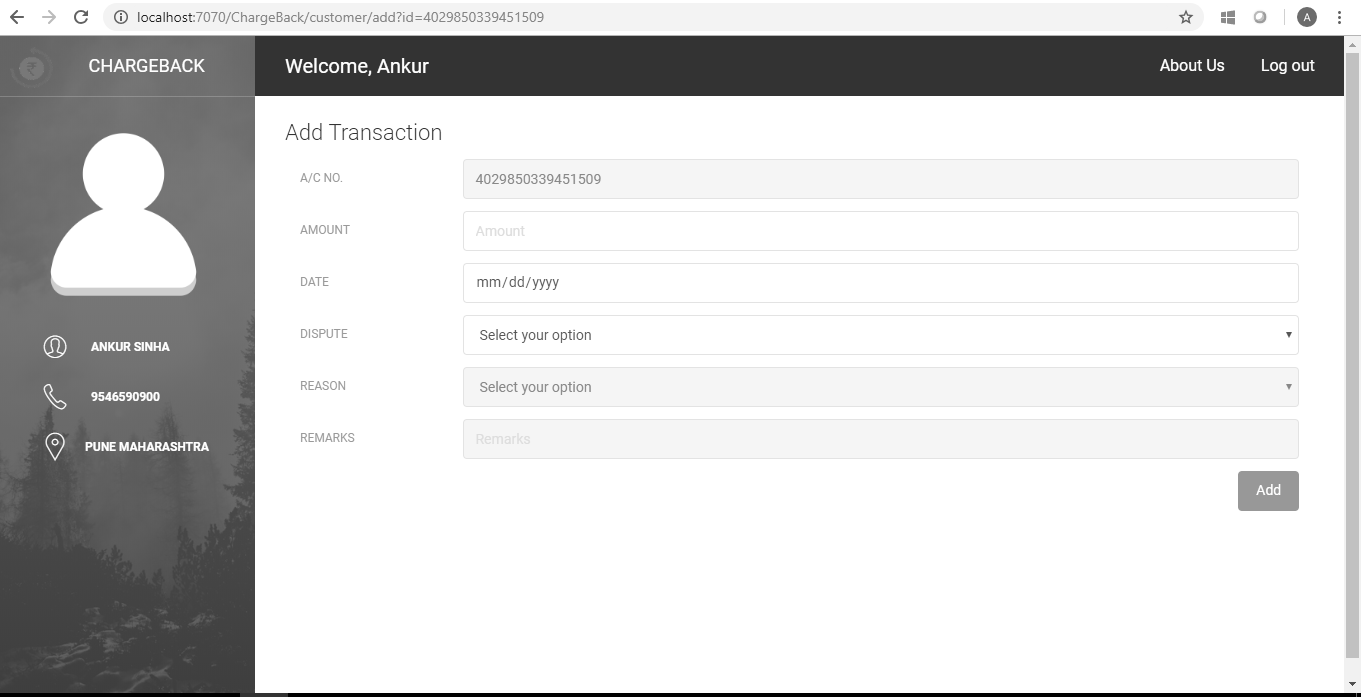 localhost:7070/ChargeBack/customer/add?id=4029850339451509
A
₹
CHARGEBACK
Welcome, Ankur
About Us
Log out
ANKUR SINHA
9546590900
PUNE MAHARASHTRA
Add Transaction
A/C NO.
4029850339451509
AMOUNT
Amount
DATE
mm/dd/yyyy
DISPUTE
Select your option
REASON
Select your option
REMARKS
Remarks
Add